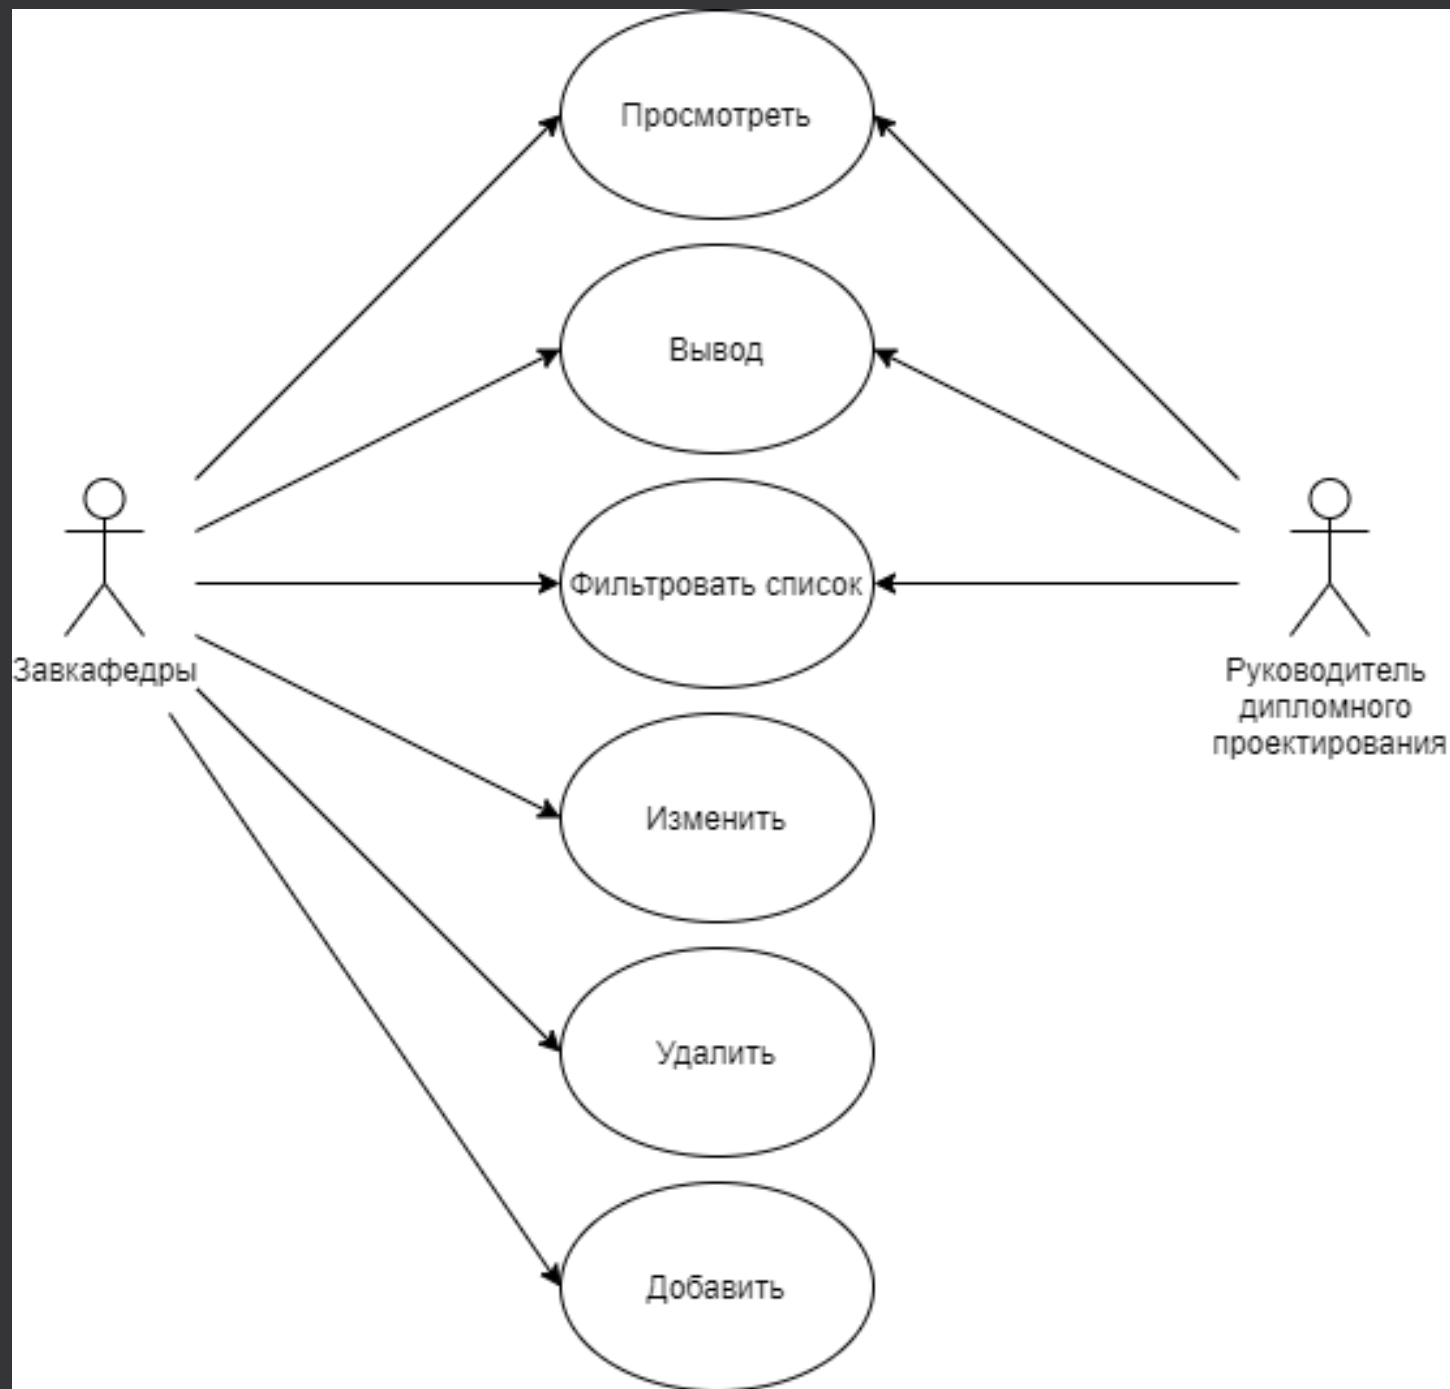 Просмотреть
Вывод
Фильтровать список
Завкафедры
Руководитель
дипломного
проектирования
Изменить
Удалить
Добавить